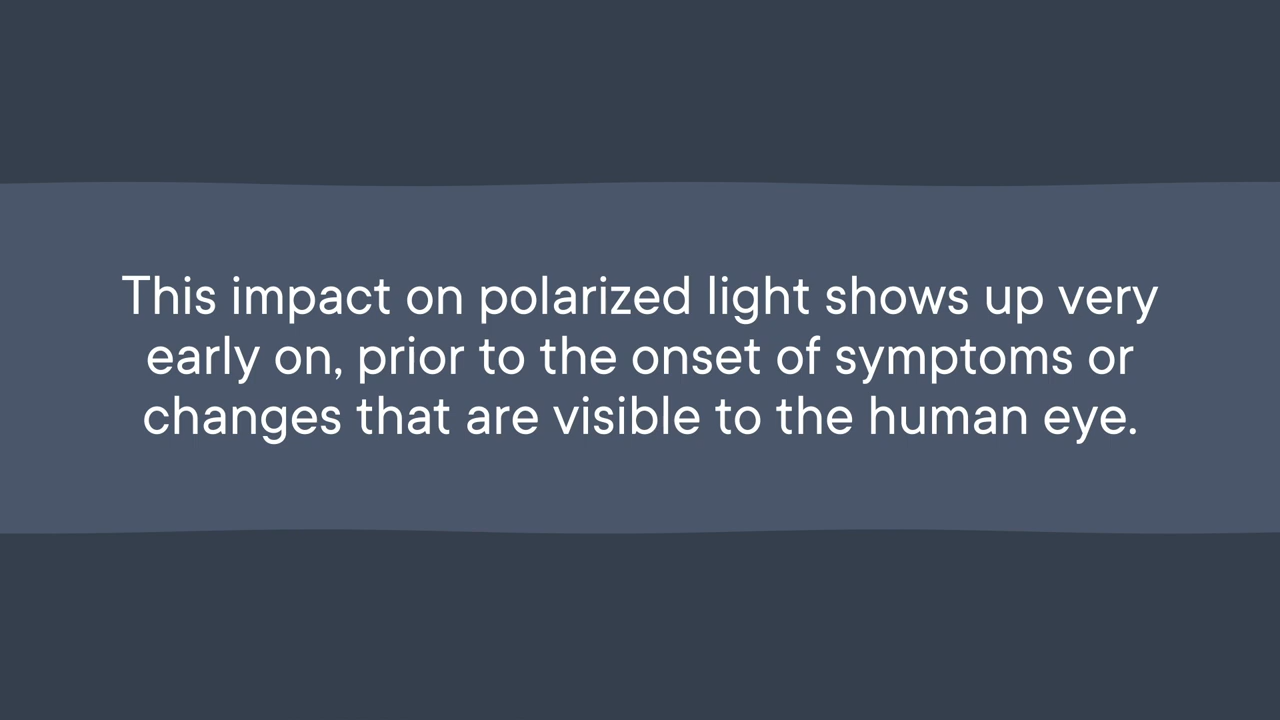 This impact on polarized light shows up very
early on, prior to the onset of symptoms or
changes that are visible to the human eye.